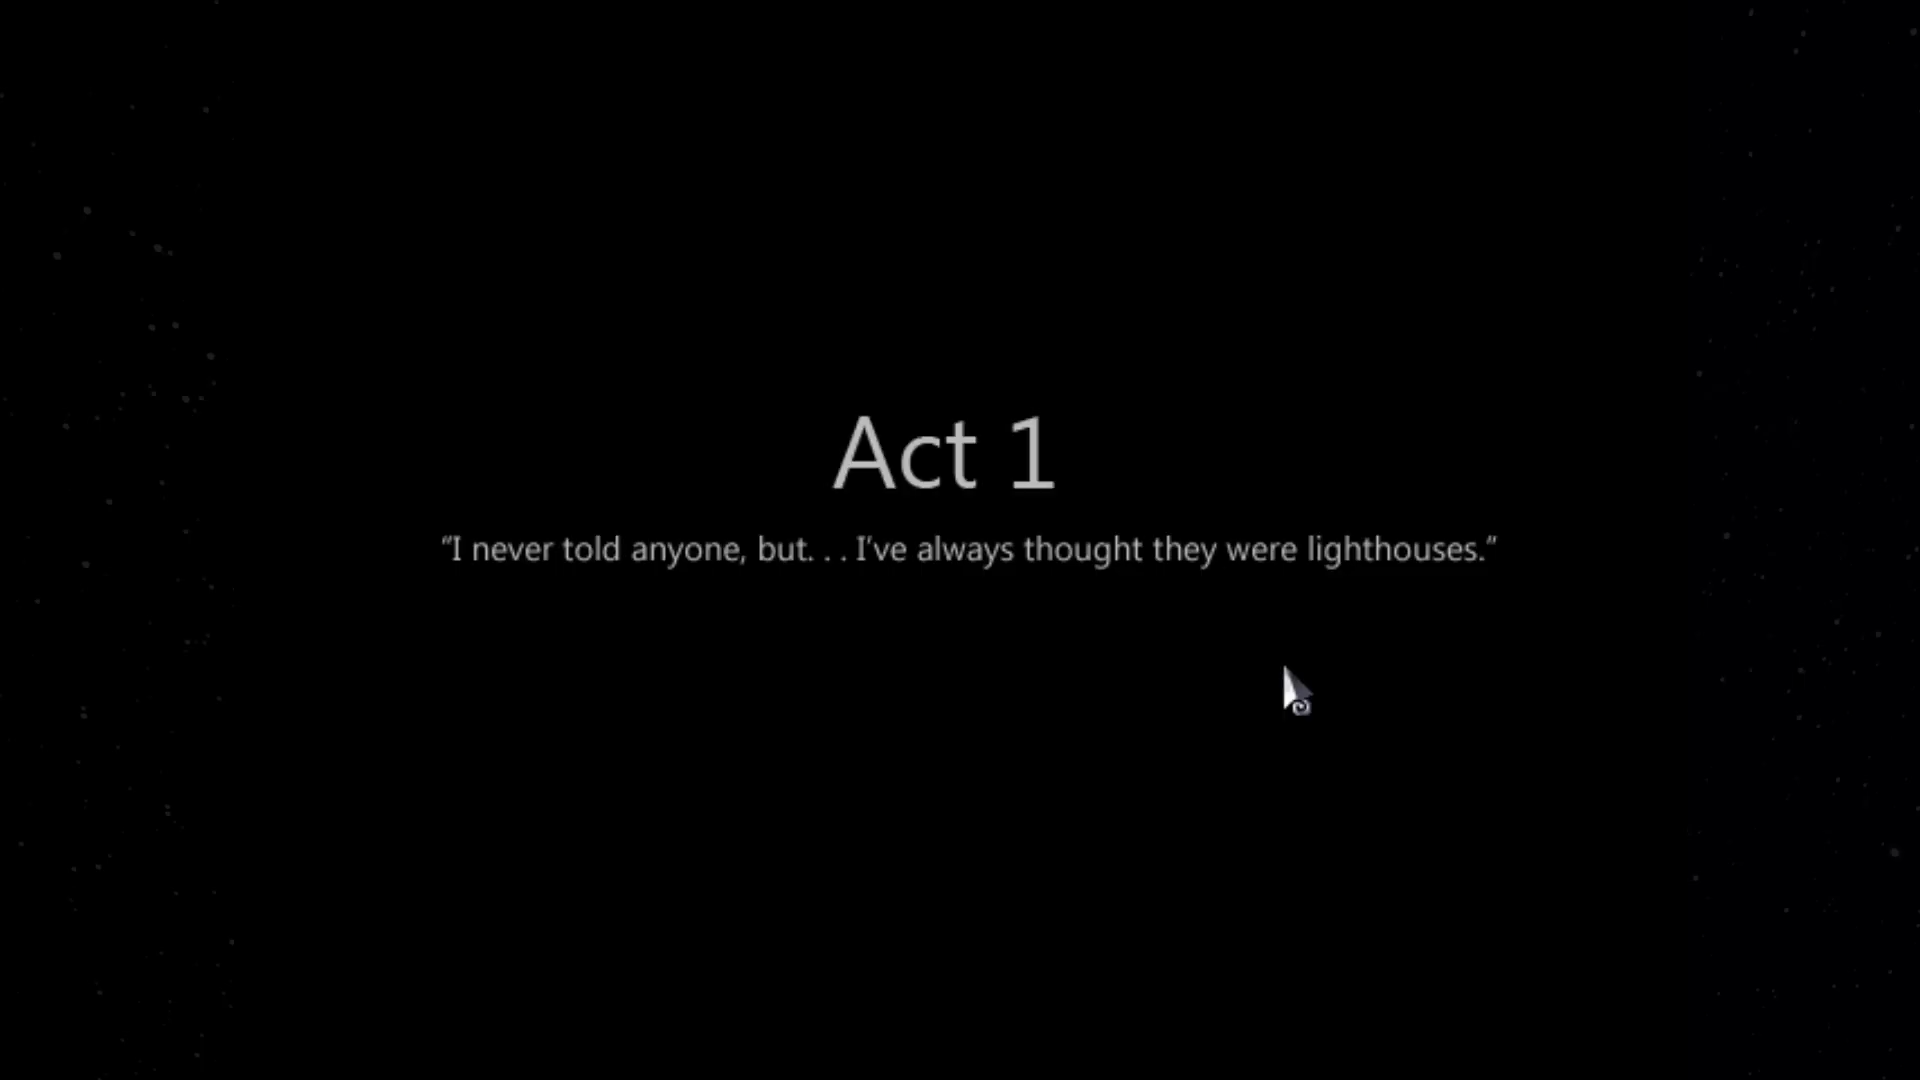 Act 1
“I never told anyone, but. . . I’ve always thought they were lighthouses.”